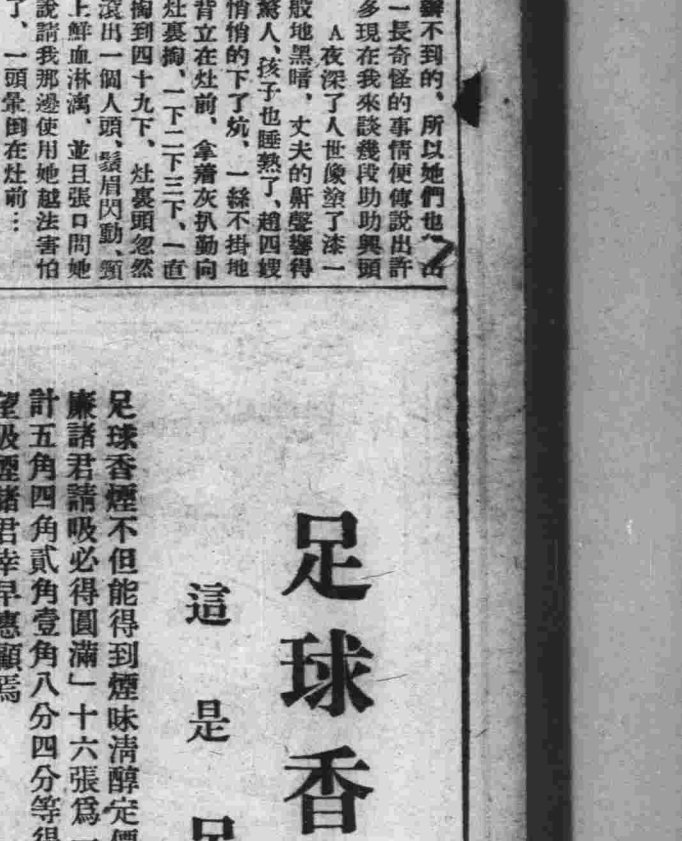 辦不到的、所以她們也
一長奇怪的事情便傳說出許
多現在我來談幾段助助興頭
A夜深了人世像塗了漆一
般地黑暗、丈夫的鼾聲響得
驚人、孩子也睡熟了、趙四嫂
悄悄的下了炕、一絲不掛地
背立在灶前、拿着灰扒勤向
灶裏掏、一下二下三下、一直
掏到四十九下、灶裏頭忽然
滾出一個人頭、鬚眉閃動、頸
上鮮血淋漓、並且張口問她
說請我那邊使用她越法害怕
了、一頭暈倒在灶前…
足球香
這是足
足球香煙不但能得到煙味清醇定價
廉諸君請吸必得圓滿」十六張爲一
計五角四角貳角壹角八分四分等得
望吸煙諸君幸早惠顧焉